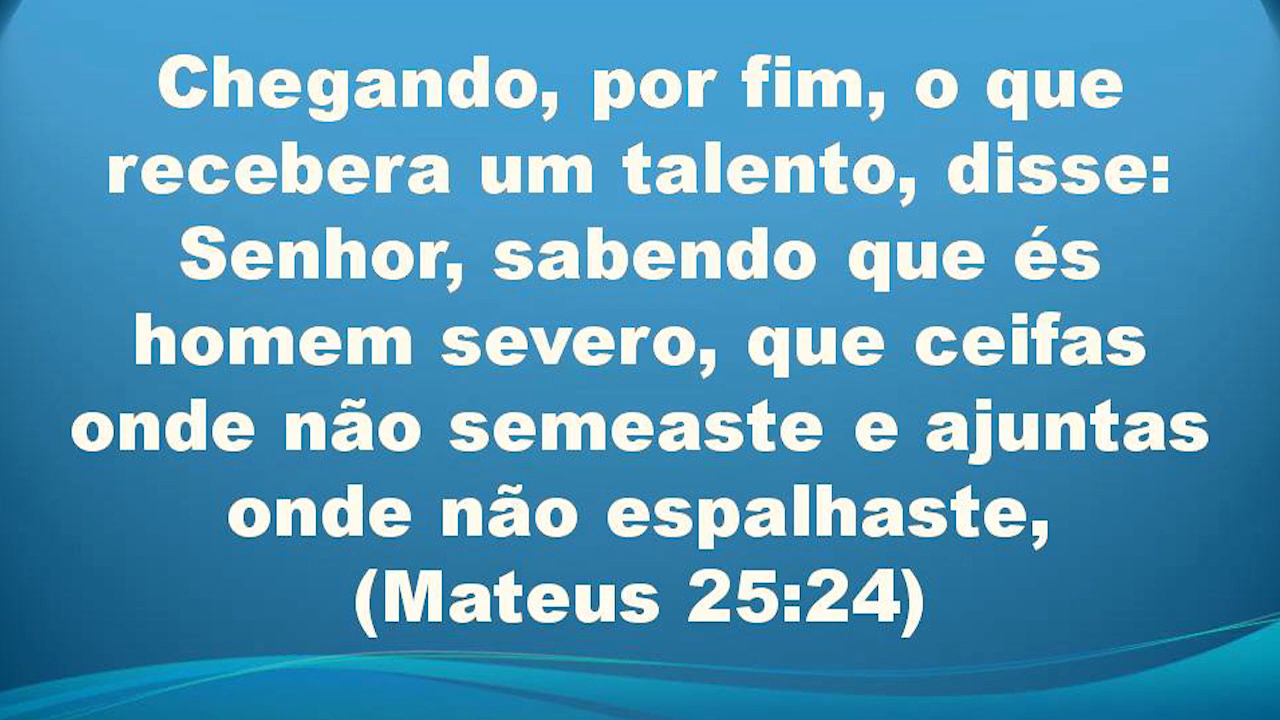 Chegando, por fim, o que
recebera um talento, disse:
Senhor, sabendo que és
homem severo, que ceifas
onde não semeaste e ajuntas
onde não espalhaste,
(Mateus 25:24)